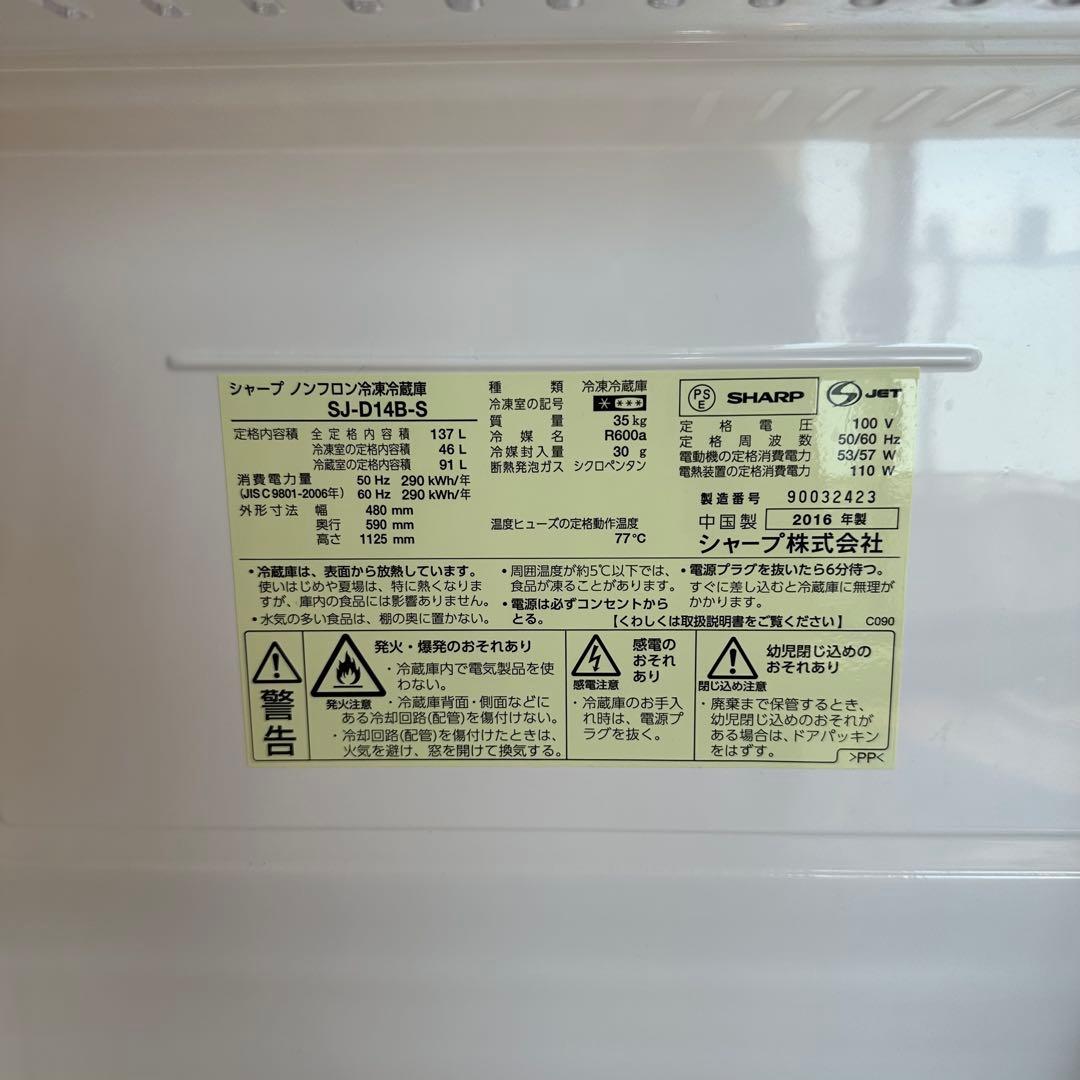 シャープ ノンフロン冷凍冷蔵庫
SJ-D14B-S
定格内容積 全定格内容積 137 L
冷凍室の定格内容積 46 L
冷蔵室の定格内容積 91 L
消費電力量 50 Hz 290 kWh/年
(JIS C 9801-2006年) 60 Hz 290 kWh/年
外形寸法 幅 480 mm
奥行 590 mm
高さ 1125 mm
種類 冷凍冷蔵庫
冷凍室の記号 * ***
質量 35 kg
冷媒名 R600a
冷媒封入量 30 g
断熱発泡ガス シクロペンタン
温度ヒューズの定格動作温度
77℃
PSE SHARP JET
定格電圧 100 V
定格周波数 50/60 Hz
電動機の定格消費電力 53/57 W
電熱装置の定格消費電力 110 W
製造番号 90032423
中国製 2016 年製
シャープ株式会社
・冷蔵庫は、表面から放熱しています。
使いはじめや夏場は、特に熱くなりま
すが、庫内の食品には影響ありません。
・水気の多い食品は、棚の奥に置かない。
・周囲温度が約5℃以下では、
食品が凍ることがあります。
・電源は必ずコンセントから
とる。
・電源プラグを抜いたら6分待つ。
すぐに差し込むと冷蔵庫に無理が
かかります。
【くわしくは取扱説明書をご覧ください】 C090
警告
発火注意
発火・爆発のおそれあり
・冷蔵庫内で電気製品を使
わない。
・冷蔵庫背面・側面などに
ある冷却回路(配管)を傷付けない。
・冷却回路(配管)を傷付けたときは、
火気を避け、窓を開けて換気する。
感電注意
感電の
おそれ
あり
・冷蔵庫のお手入
れ時は、電源プ
ラグを抜く。
閉じ込め注意
幼児閉じ込めの
おそれあり
・廃棄まで保管するとき、
幼児閉じ込めのおそれが
ある場合は、ドアパッキン
をはずす。
>PP<